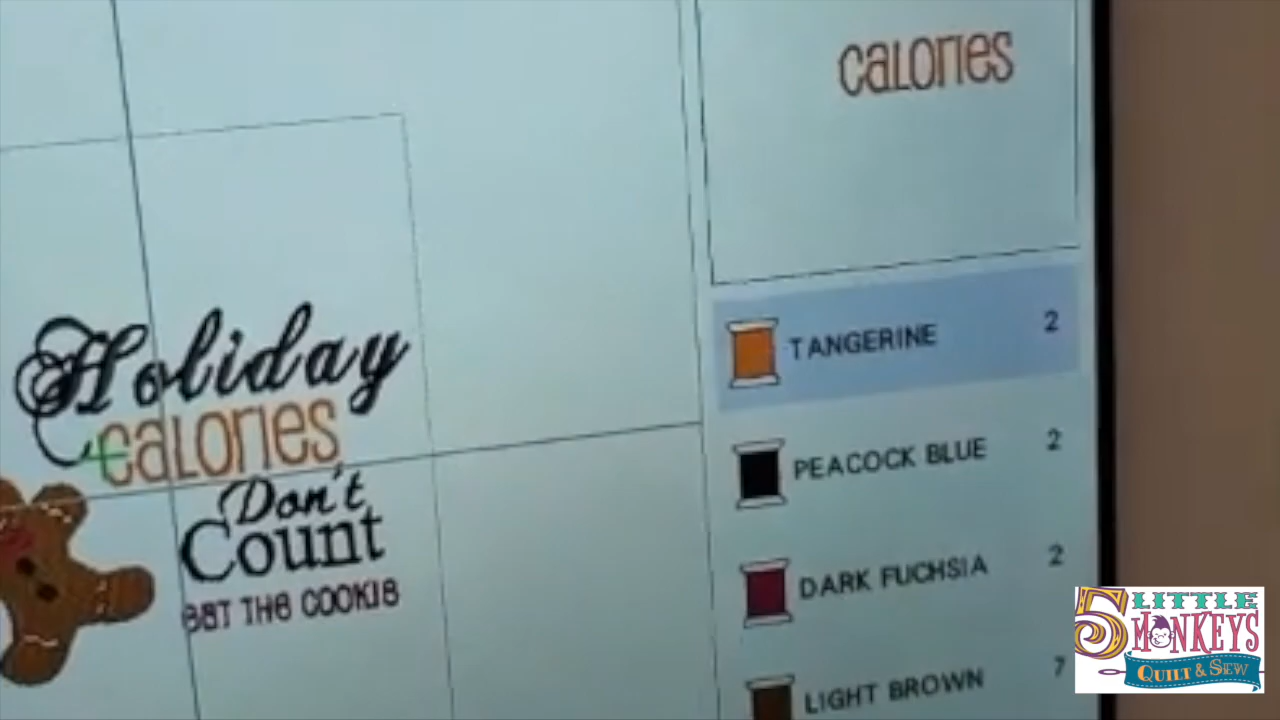 CALORIES
Holiday
CALORIES
Don't
Count
EAT THE COOKIE
TANGERINE 2
PEACOCK BLUE 2
DARK FUCHSIA 2
LIGHT BROWN 7
5 LITTLE
MONKEYS
QUILT & SEW